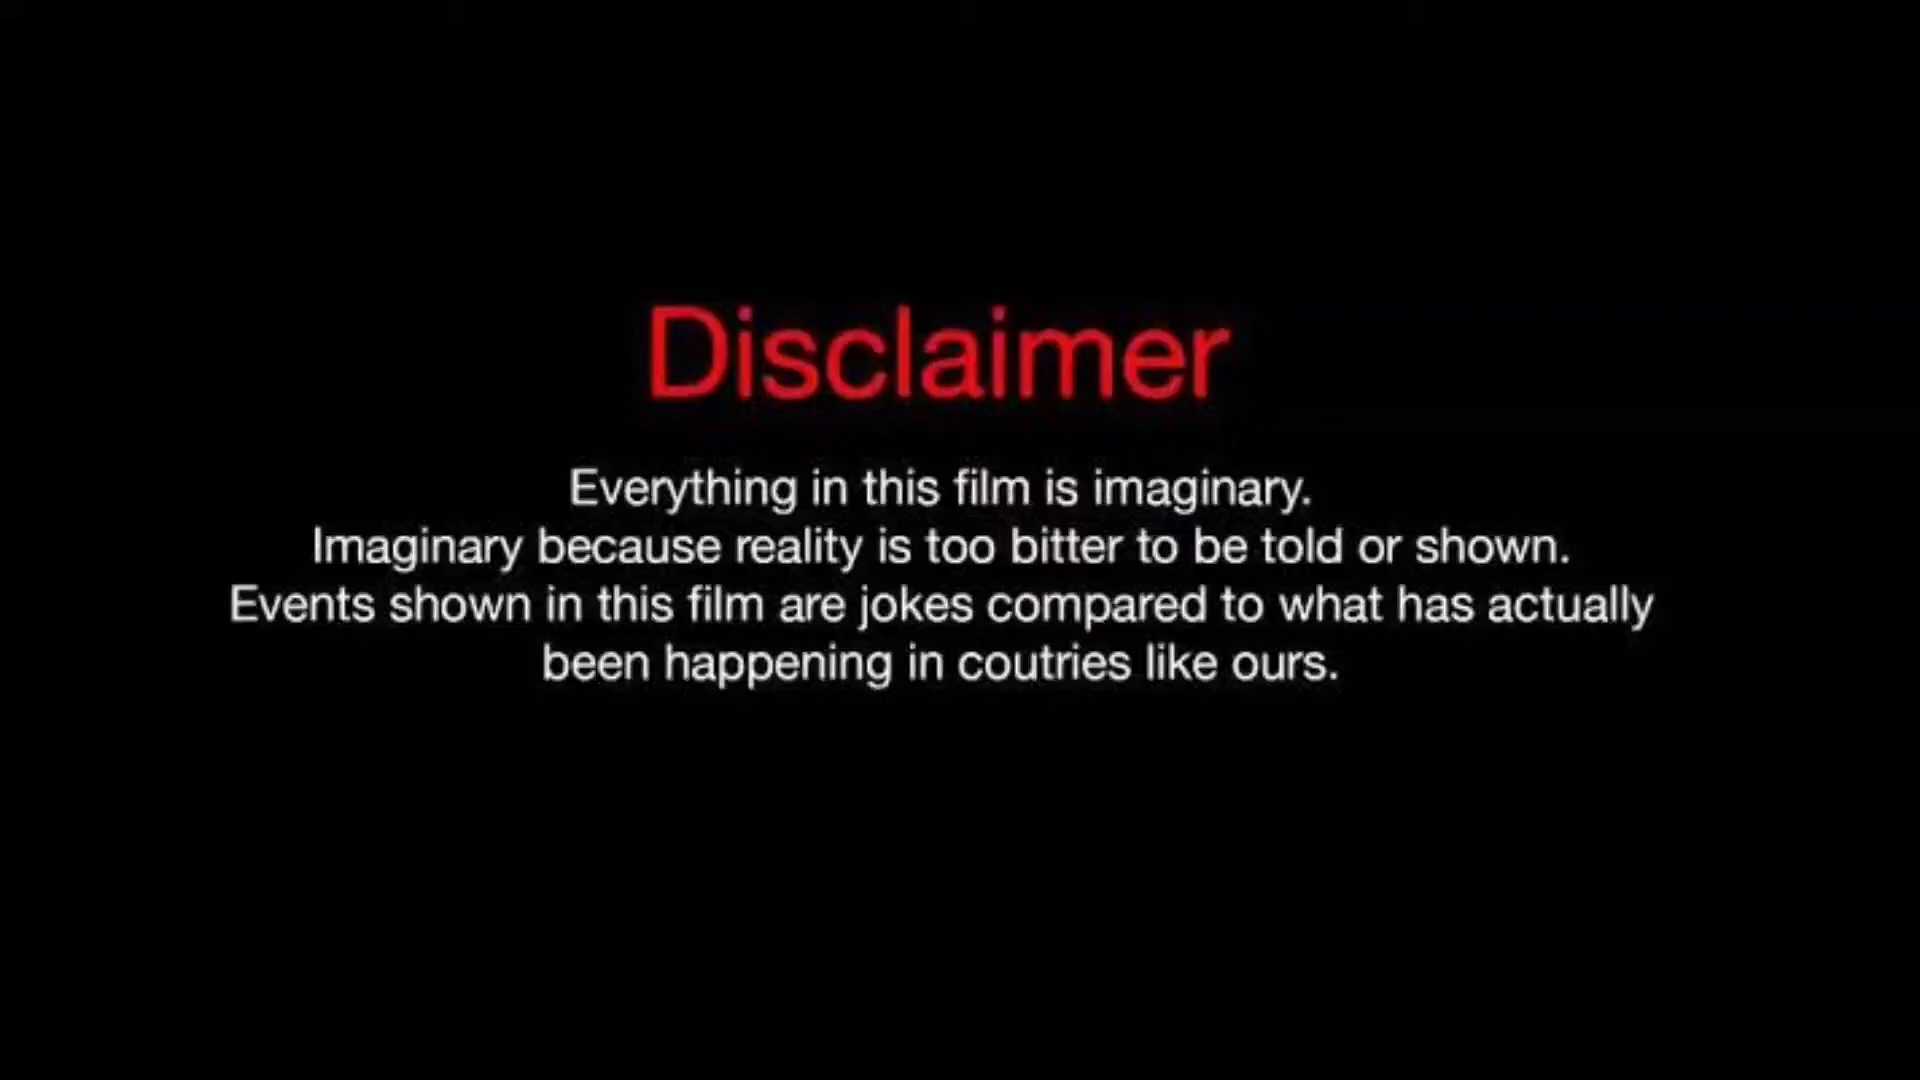 Disclaimer
Everything in this film is imaginary.
Imaginary because reality is too bitter to be told or shown.
Events shown in this film are jokes compared to what has actually
been happening in coutries like ours.